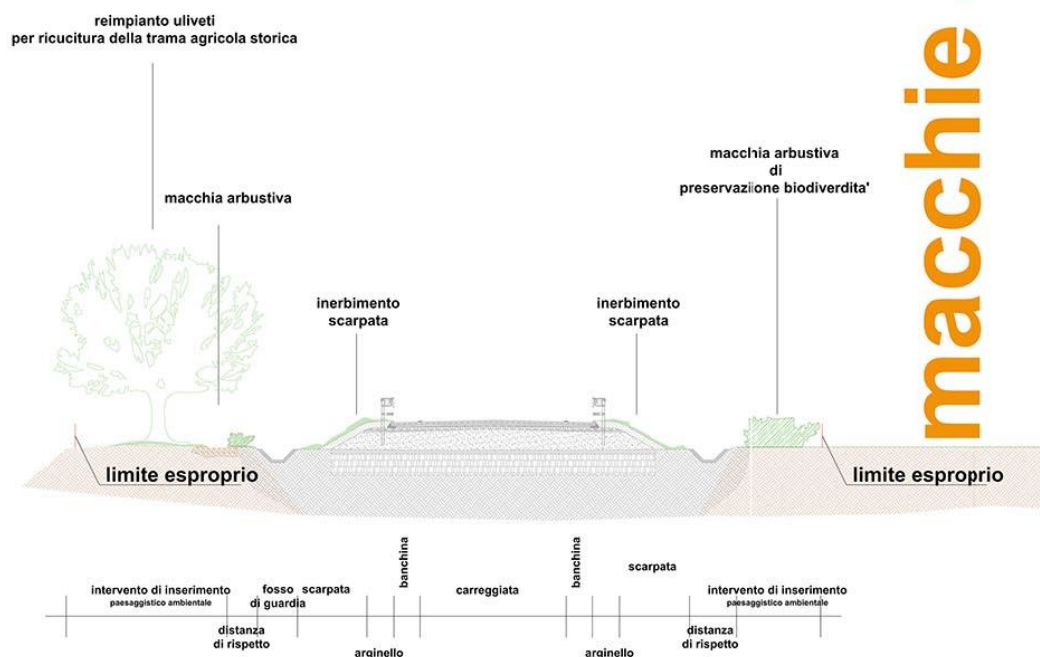 reimpianto uliveti
per ricucitura della trama agricola storica
macchia arbustiva
inerbimento
scarpata
inerbimento
scarpata
macchia arbustiva
di
preservazione biodiverdita'
macchie
limite esproprio
limite esproprio
intervento di inserimento
paesaggistico ambientale
distanza
di rispetto
fosso
di guardia
scarpata
arginello
banchina
carreggiata
banchina
arginello
scarpata
distanza
di rispetto
intervento di inserimento
paesaggistico ambientale